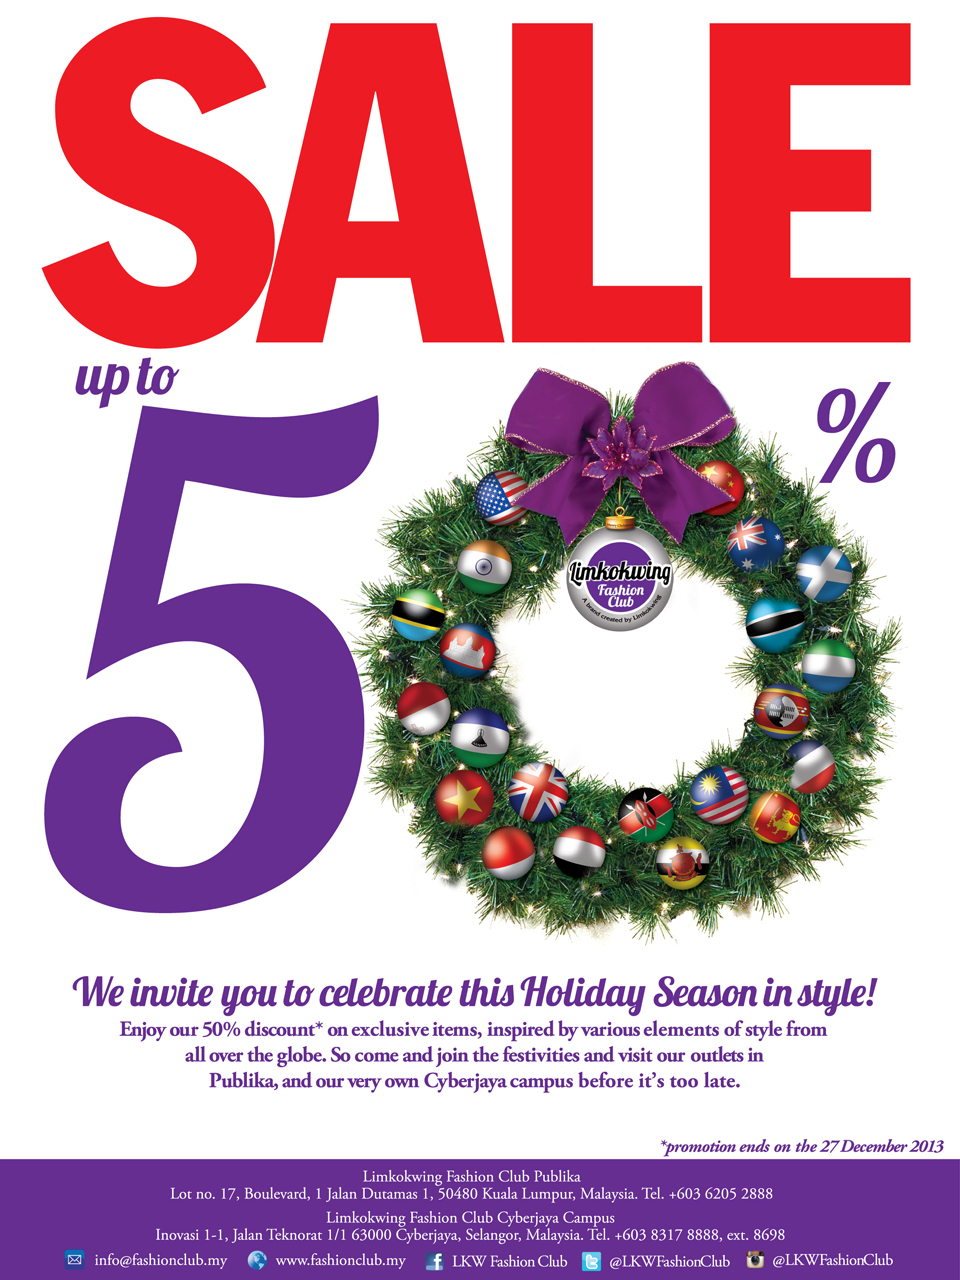 SALE
up to
50%
Limkokwing
Fashion
Club
A brand created by Limkokwing
We invite you to celebrate this Holiday Season in style!
Enjoy our 50% discount* on exclusive items, inspired by various elements of style from
all over the globe. So come and join the festivities and visit our outlets in
Publika, and our very own Cyberjaya campus before it's too late.
*promotion ends on the 27 December 2013
Limkokwing Fashion Club Publika
Lot no. 17, Boulevard, 1 Jalan Dutamas 1, 50480 Kuala Lumpur, Malaysia. Tel. +603 6205 2888
Limkokwing Fashion Club Cyberjaya Campus
Inovasi 1-1, Jalan Teknorat 1/1 63000 Cyberjaya, Selangor, Malaysia. Tel. +603 8317 8888, ext. 8698
info@fashionclub.my www.fashionclub.my LKW Fashion Club @LKWFashionClub @LKWFashionClub